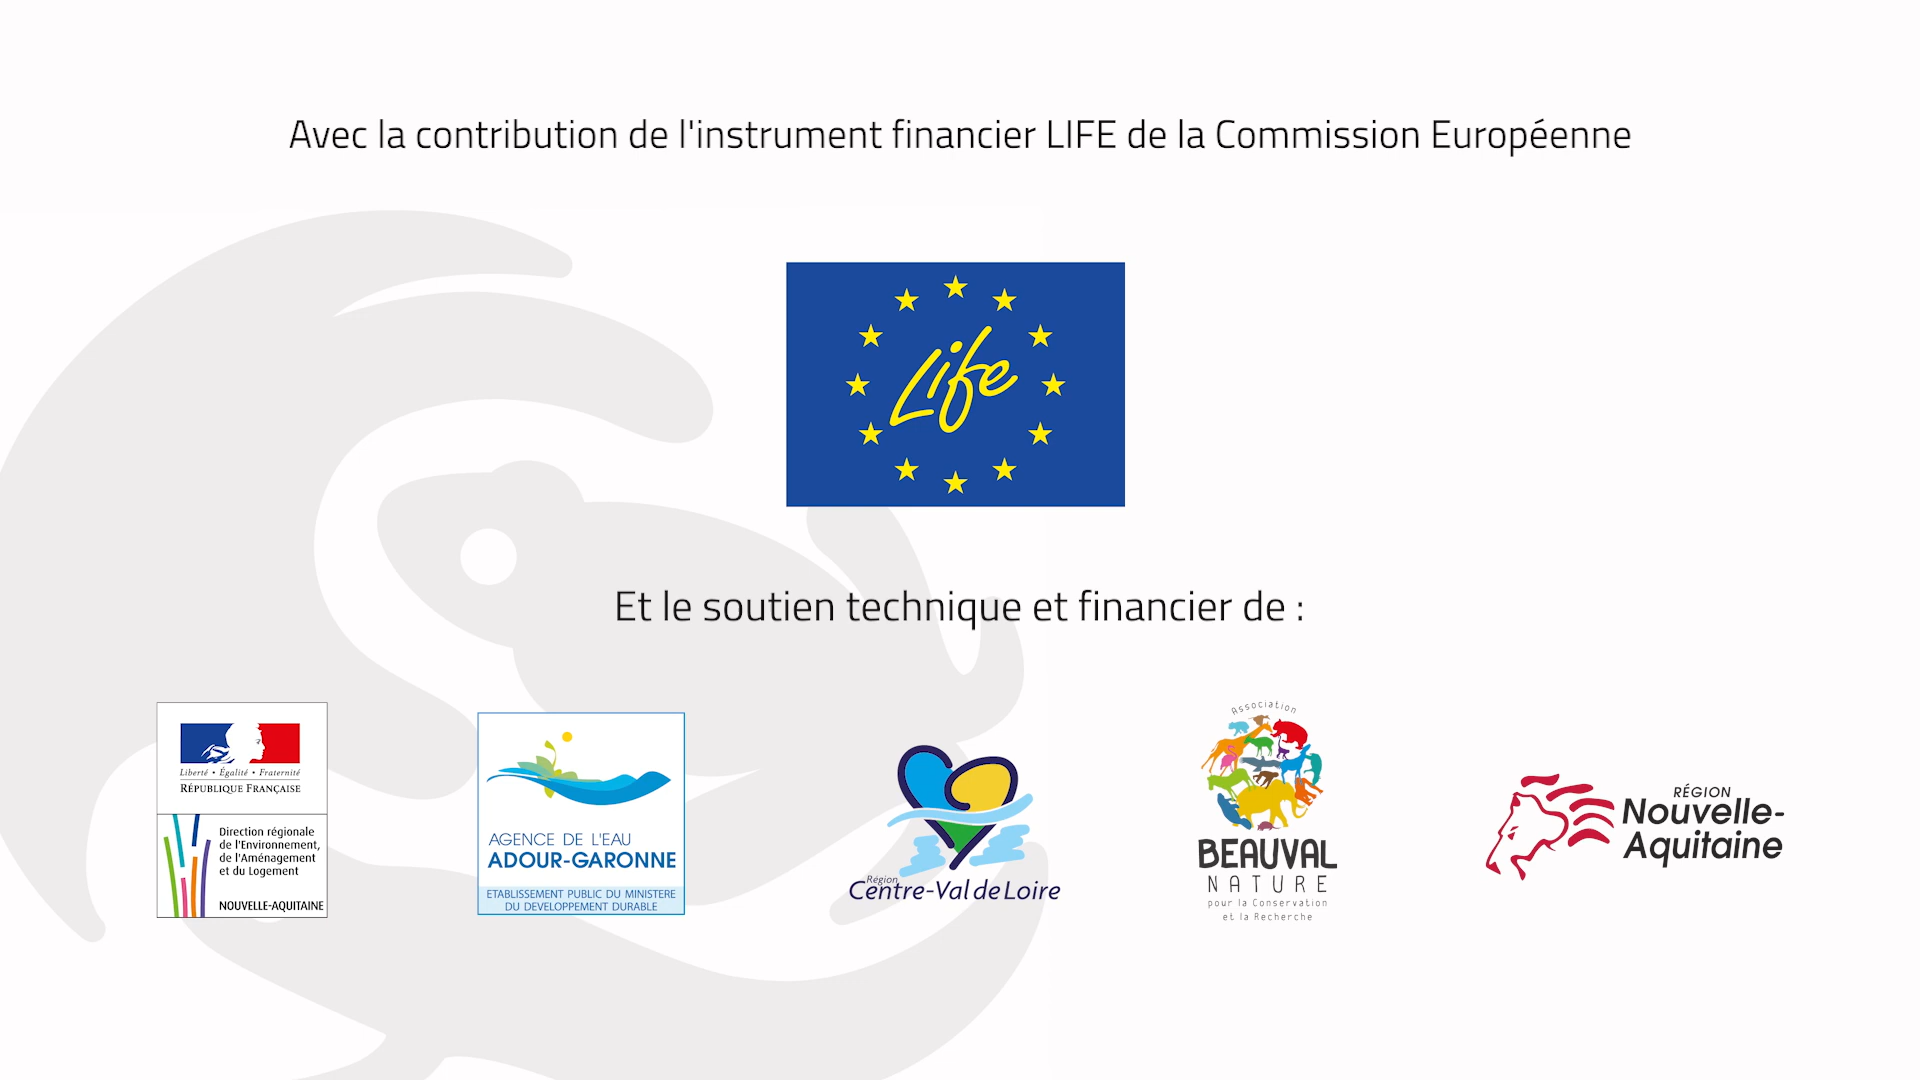 Avec la contribution de l'instrument financier LIFE de la Commission Européenne
Life
Et le soutien technique et financier de :
Liberté • Égalité • Fraternité
RÉPUBLIQUE FRANÇAISE
Direction régionale
de l'Environnement,
de l'Aménagement
et du Logement
NOUVELLE-AQUITAINE
AGENCE DE L'EAU
ADOUR-GARONNE
ETABLISSEMENT PUBLIC DU MINISTERE
DU DEVELOPPEMENT DURABLE
Région
Centre-Val de Loire
Association
BEAUVAL
NATURE
pour la Conservation
et la Recherche
RÉGION
Nouvelle-
Aquitaine